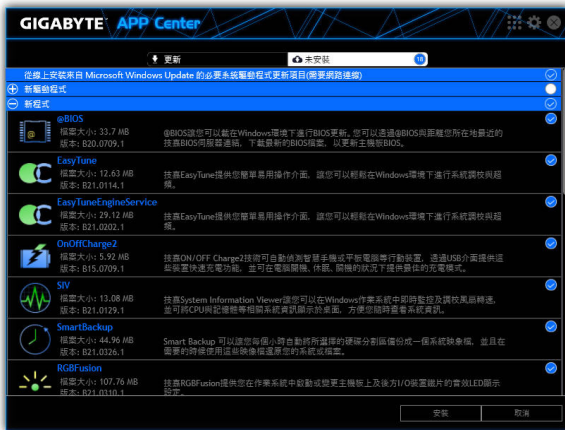 GIGABYTE APP Center
更新
未安裝
18
從線上安裝來自 Microsoft Windows Update 的必要系統驅動程式更新項目(需要網路連線)
新驅動程式
新程式
@BIOS
檔案大小: 33.7 MB
版本: B20.0709.1
@BIOS讓您可以載在Windows環境下進行BIOS更新。您可以透過@BIOS與距離您所在地最近的
技嘉BIOS伺服器連結，下載最新的BIOS檔案，以更新主機板BIOS。
EasyTune
檔案大小: 12.63 MB
版本: B21.0114.1
技嘉EasyTune提供您簡單易用操作介面，讓您可以輕鬆在Windows環境下進行系統調校與超
頻。
EasyTuneEngineService
檔案大小: 29.12 MB
版本: B21.0202.1
技嘉EasyTune提供您簡單易用操作介面，讓您可以輕鬆在Windows環境下進行系統調校與超
頻。
OnOffCharge2
檔案大小: 5.92 MB
版本: B15.0709.1
技嘉ON/OFF Charge2技術可自動偵測智慧手機或平板電腦等行動裝置，透過USB介面提供這
些裝置快速充電功能，並可在電腦開機、休眠、關機的狀況下提供最佳的充電模式。
SIV
檔案大小: 13.08 MB
版本: B21.0129.1
技嘉System Information Viewer讓您可以在Windows作業系統中即時監控及調校風扇轉速，
並可將CPU與記憶體等相關系統資訊顯示於桌面，方便您隨時查看系統資訊。
SmartBackup
檔案大小: 44.96 MB
版本: B21.0326.1
Smart Backup 可以讓您每個小時自動將所選擇的硬碟分割區備份成一個系統映象檔，並且在
需要的時候使用這些映像檔還原您的系統或檔案。
RGBFusion
檔案大小: 107.76 MB
版本: B21.0310.1
技嘉RGBFusion提供您在作業系統中啟動或變更主機板上及後方I/O裝置鐵片的音效LED顯示
設定。
安裝
取消